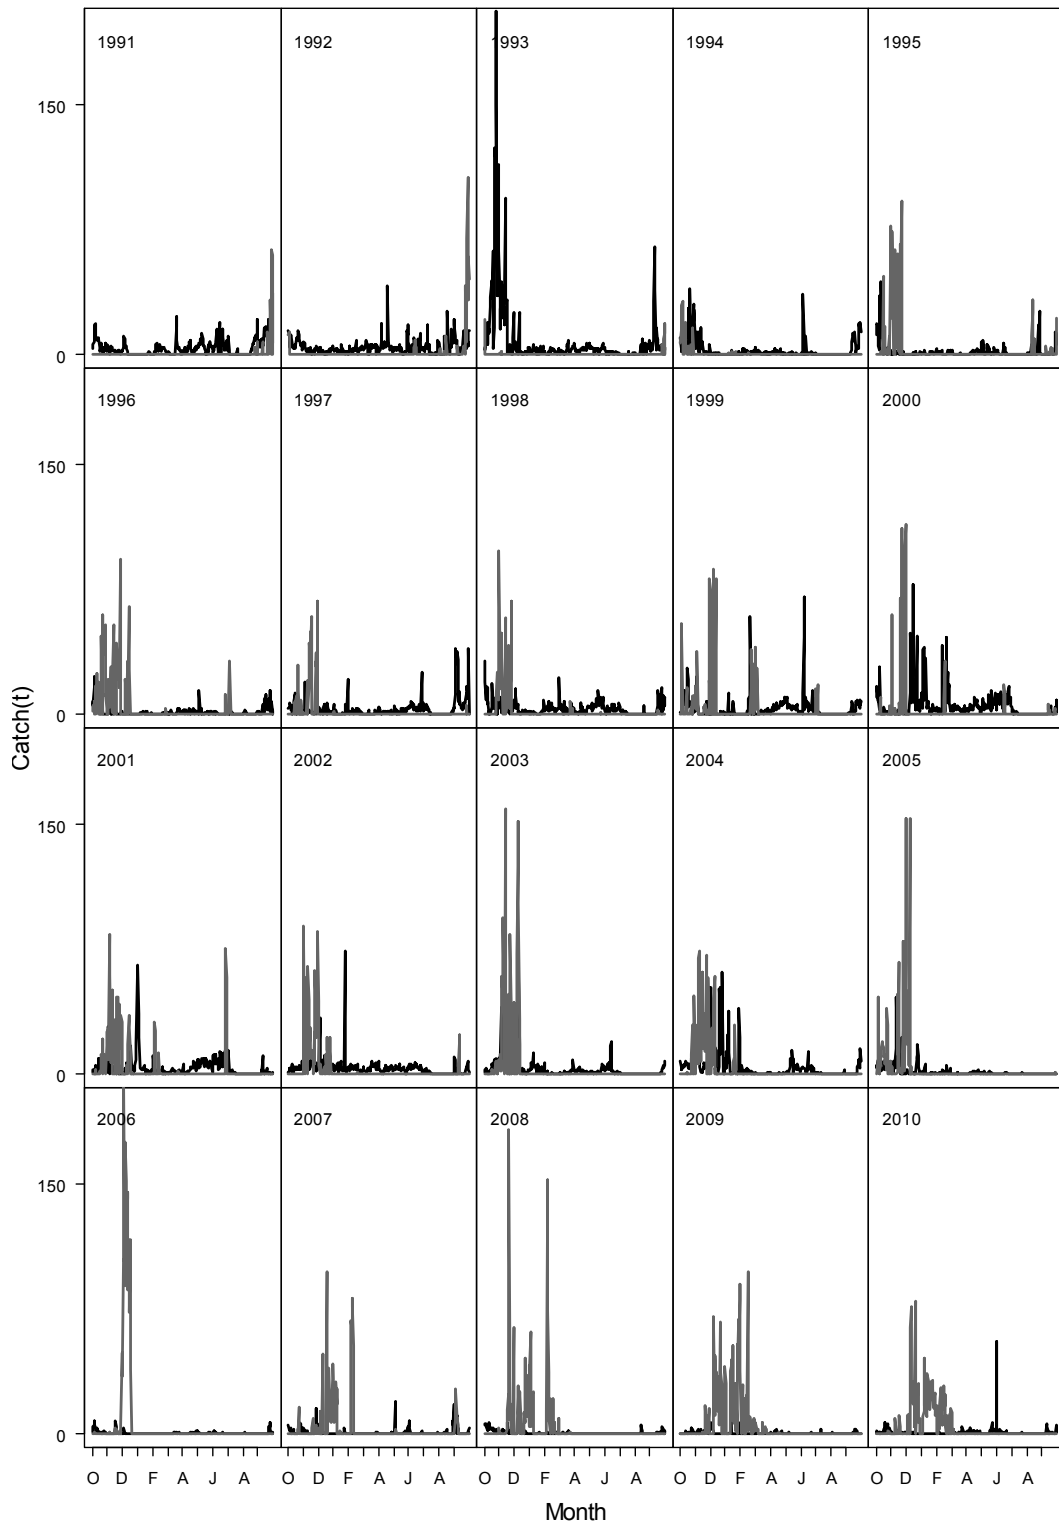 1991 1992 1993 1994 1995
150
0
1996 1997 1998 1999 2000
150
0
Catch(t)
2001 2002 2003 2004 2005
150
0
2006 2007 2008 2009 2010
150
0
O D F A J A O D F A J A O D F A J A O D F A J A O D F A J A
Month